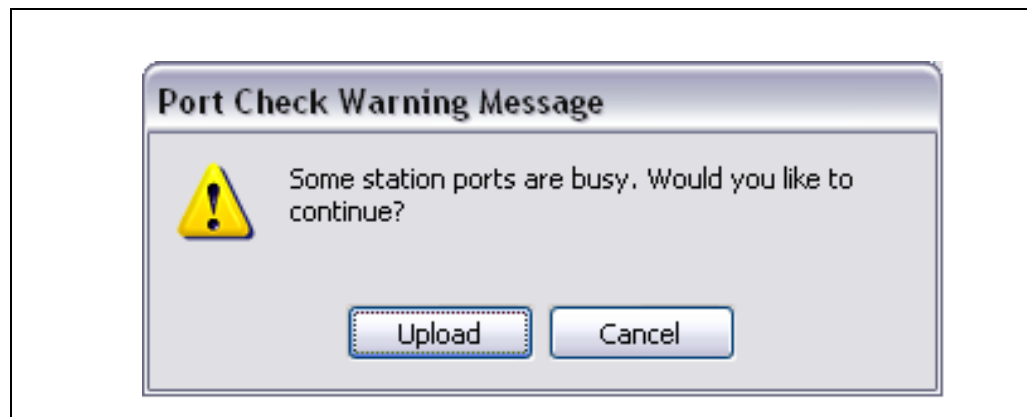 Port Check Warning Message
Some station ports are busy. Would you like to
continue?
Upload
Cancel